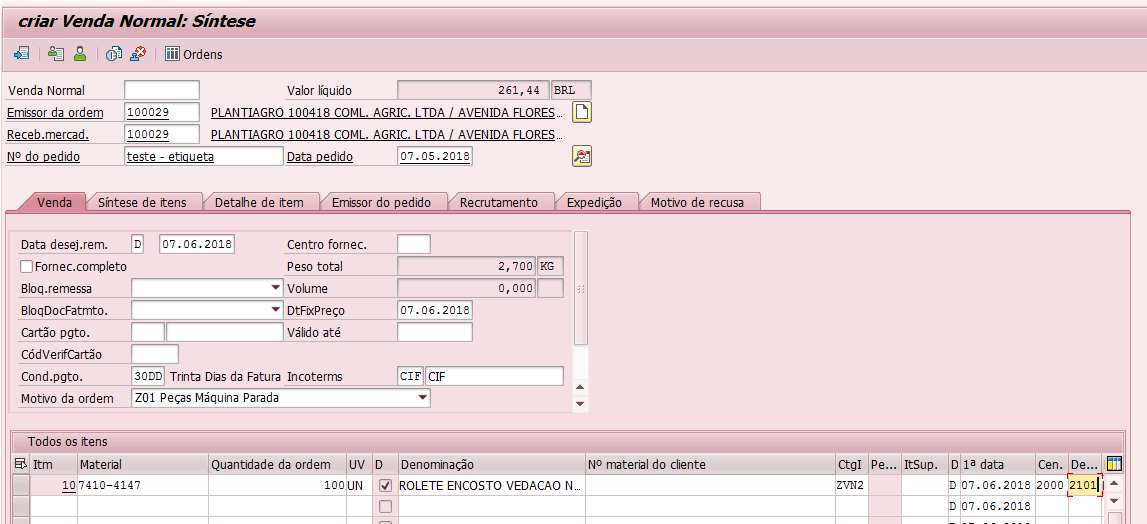 criar Venda Normal: Síntese
Ordens
Venda Normal Valor líquido 261,44 BRL
Emissor da ordem 100029 PLANTIAGRO 100418 COML. AGRIC. LTDA / AVENIDA FLORES…
Receb.mercad. 100029 PLANTIAGRO 100418 COML. AGRIC. LTDA / AVENIDA FLORES…
Nº do pedido teste - etiqueta Data pedido 07.05.2018
Venda Síntese de itens Detalhe de item Emissor do pedido Recrutamento Expedição Motivo de recusa
Data desej.rem. D 07.06.2018 Centro fornec.
Fornec.completo Peso total 2,700 KG
Bloq.remessa Volume 0,000
BloqDocFatmto. DtFixPreço 07.06.2018
Cartão pgto. Válido até
CódVerifCartão
Cond.pgto. 30DD Trinta Dias da Fatura Incoterms CIF CIF
Motivo da ordem Z01 Peças Máquina Parada
Todos os itens
Itm Material Quantidade da ordem UV D Denominação Nº material do cliente CtgI Pe... ItSup. D 1ª data Cen. De...
10 7410-4147 100 UN ROLETE ENCOSTO VEDACAO N… ZVN2 D 07.06.2018 2000 2101
D 07.06.2018